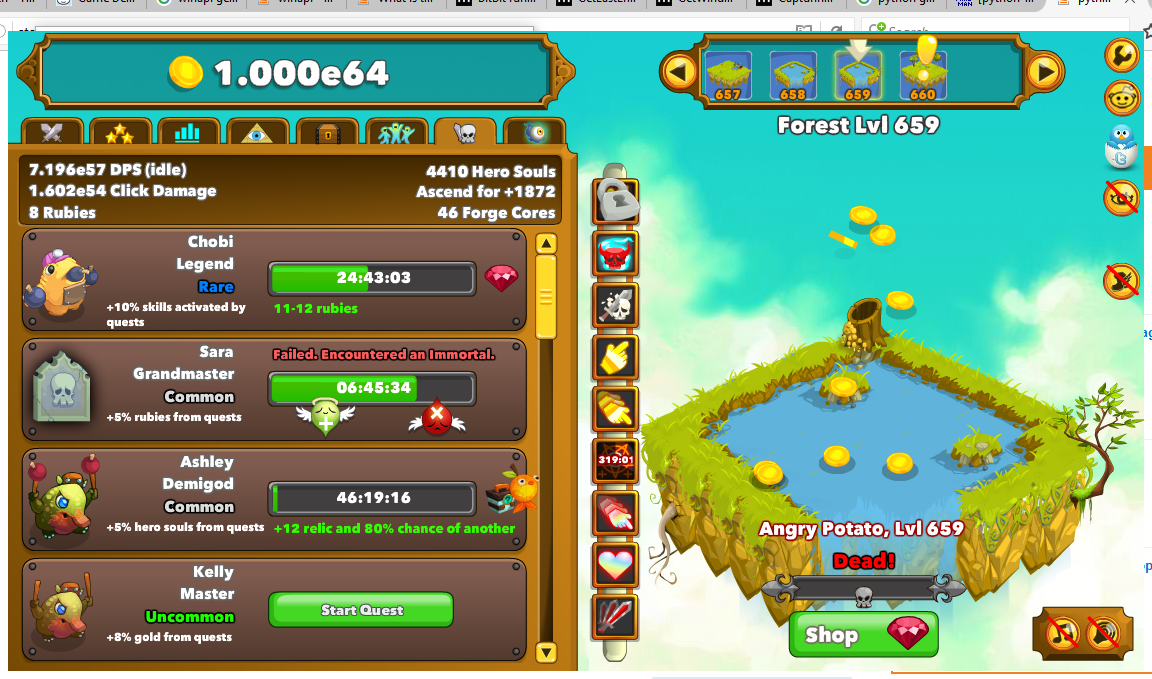 Search
1.000e64
657
658
659
660
Forest Lvl 659
7.196e57 DPS (idle)
1.602e54 Click Damage
8 Rubies
4410 Hero Souls
Ascend for +1872
46 Forge Cores
Chobi
Legend
Rare
+10% skills activated by
quests
24:43:03
11-12 rubies
Sara
Grandmaster
Common
+5% rubies from quests
Failed. Encountered an Immortal.
06:45:34
Ashley
Demigod
Common
+5% hero souls from quests
46:19:16
+12 relic and 80% chance of another
Kelly
Master
Uncommon
+8% gold from quests
Start Quest
319:01
Angry Potato, Lvl 659
Dead!
Shop